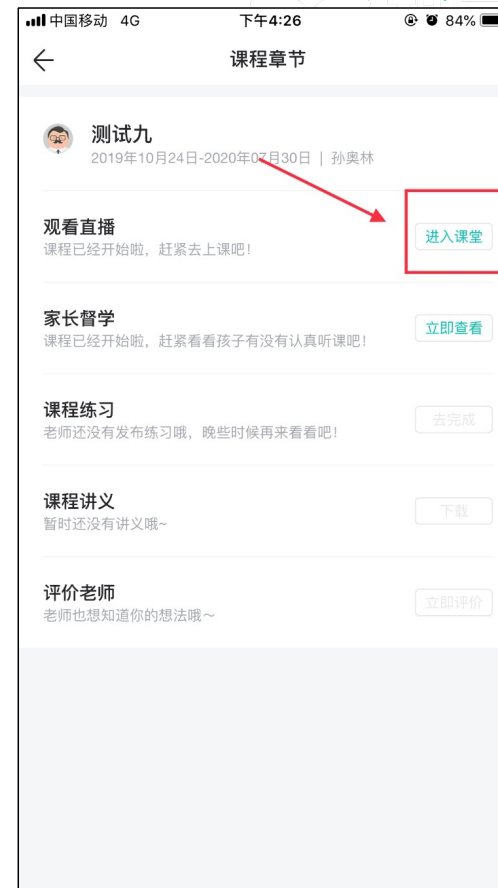 中国移动 4G 下午4:26 84%
课程章节
测试九
2019年10月24日-2020年07月30日 | 孙奥林
观看直播
课程已经开始啦，赶紧去上课吧！
进入课堂
家长督学
课程已经开始啦，赶紧看看孩子有没有认真听课吧！
立即查看
课程练习
老师还没有发布练习哦，晚些时候再来看看吧！
去完成
课程讲义
暂时还没有讲义哦~
下载
评价老师
老师也想知道你的想法哦～
立即评价